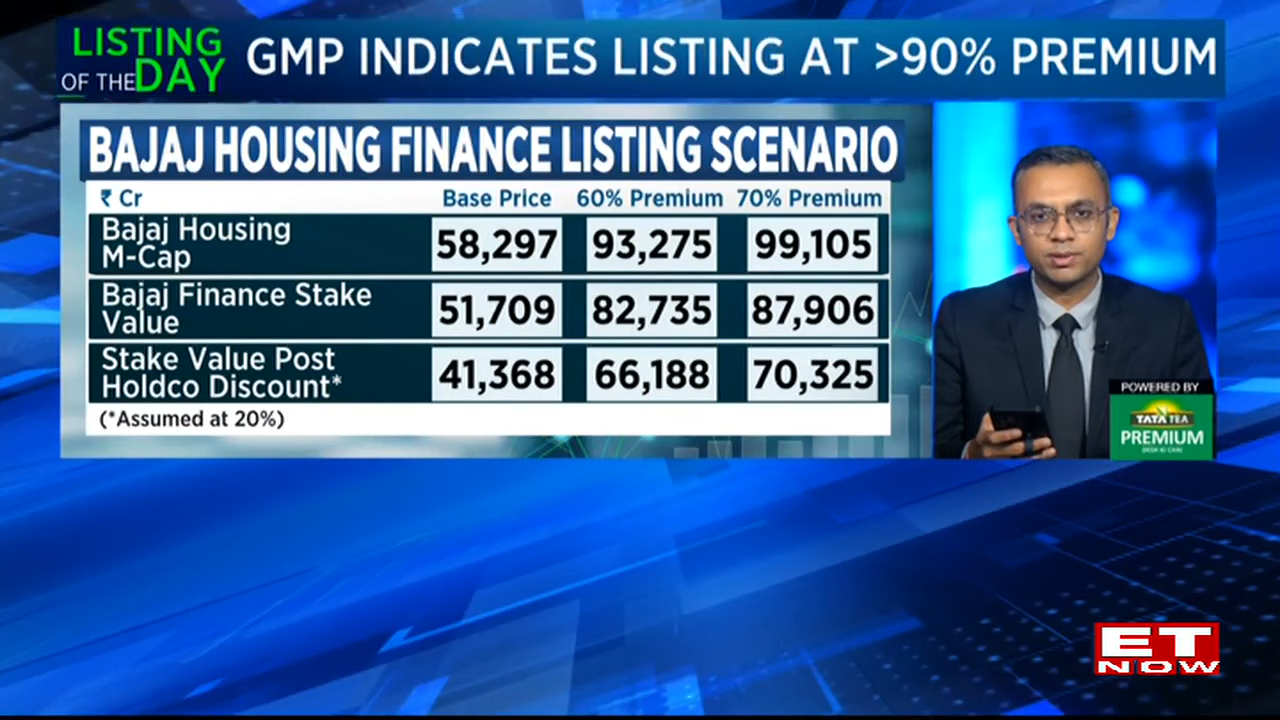 LISTING
OF THE DAY
GMP INDICATES LISTING AT >90% PREMIUM
BAJAJ HOUSING FINANCE LISTING SCENARIO
₹ Cr Base Price 60% Premium 70% Premium
Bajaj Housing
M-Cap 58,297 93,275 99,105
Bajaj Finance Stake
Value 51,709 82,735 87,906
Stake Value Post
Holdco Discount* 41,368 66,188 70,325
(*Assumed at 20%)
POWERED BY
TATA TEA
PREMIUM
DESH KI CHAI
ET
NOW